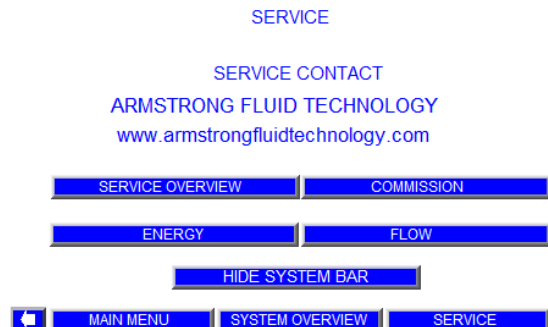 SERVICE
SERVICE CONTACT
ARMSTRONG FLUID TECHNOLOGY
www.armstrongfluidtechnology.com
SERVICE OVERVIEW COMMISSION
ENERGY FLOW
HIDE SYSTEM BAR
MAIN MENU SYSTEM OVERVIEW SERVICE